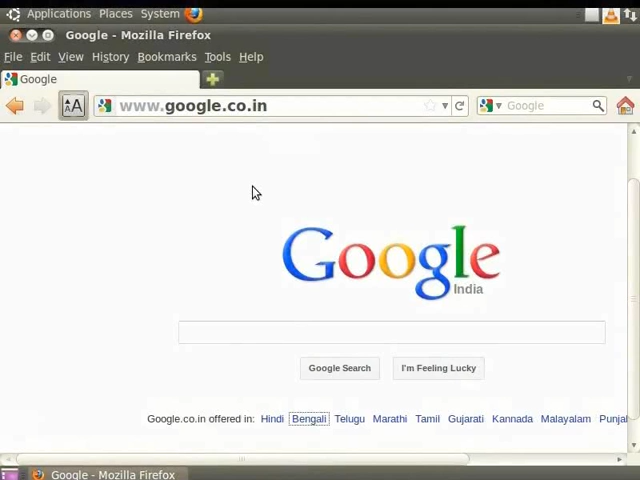 Applications Places System
Google - Mozilla Firefox
File Edit View History Bookmarks Tools Help
Google
A www.google.co.in Google
Google
India
Google Search I'm Feeling Lucky
Google.co.in offered in: Hindi Bengali Telugu Marathi Tamil Gujarati Kannada Malayalam Punjal
Google - Mozilla Firefox